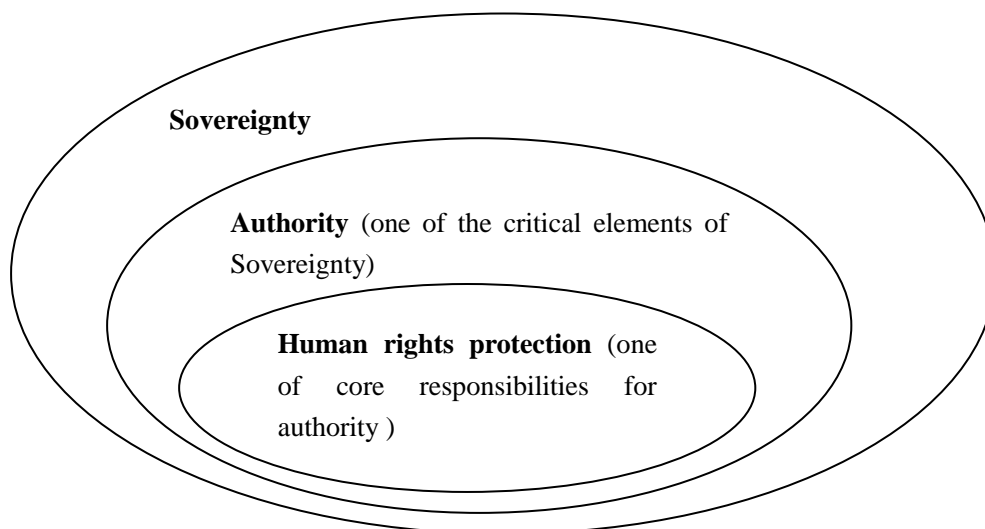 Sovereignty
Authority (one of the critical elements of
Sovereignty)
Human rights protection (one
of core responsibilities for
authority )